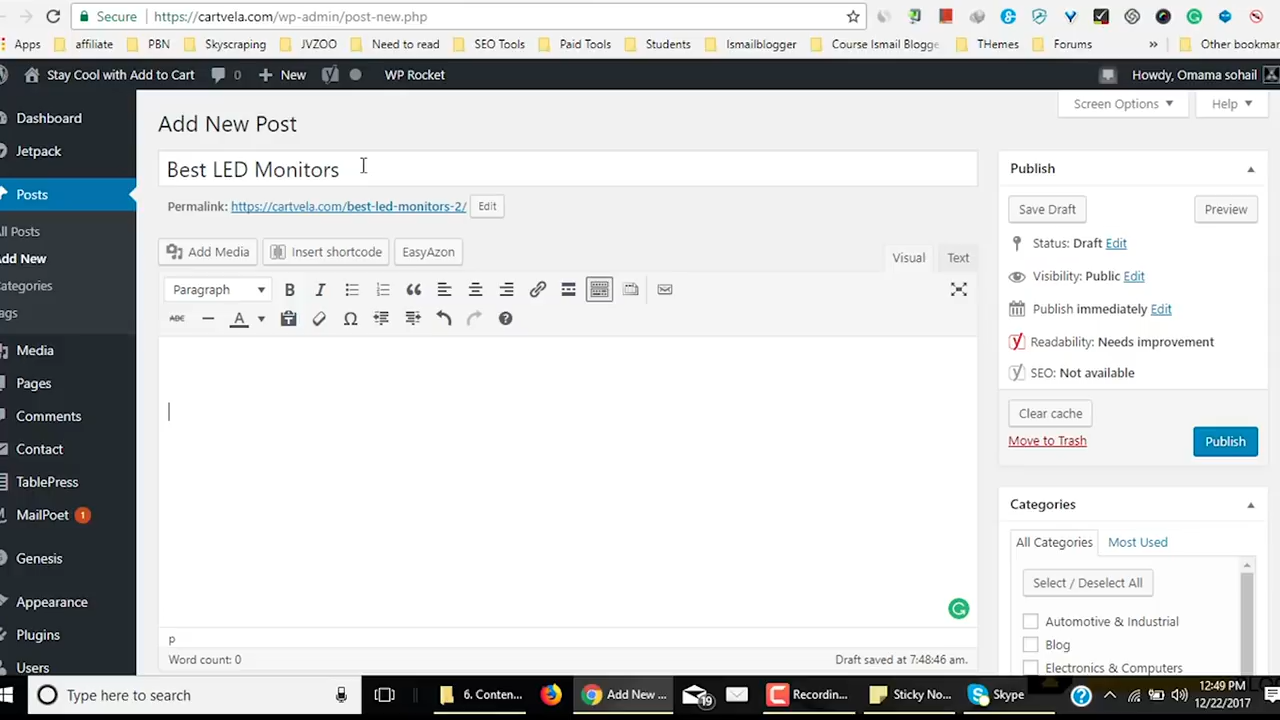 Secure https://cartvela.com/wp-admin/post-new.php
Apps affiliate PBN Skyscraping JVZOO Need to read SEO Tools Paid Tools Students Ismailblogger Course Ismail Blogge THemes Forums » Other bookmar
Stay Cool with Add to Cart 0 New WP Rocket Howdy, Omama sohail
Screen Options Help
Add New Post
Best LED Monitors
Permalink: https://cartvela.com/best-led-monitors-2/ Edit
Add Media Insert shortcode EasyAzon
Visual Text
Paragraph B I
ABC A Ω
p
Word count: 0 Draft saved at 7:48:46 am.
Dashboard
Jetpack
Posts
ll Posts
dd New
ategories
ags
Media
Pages
Comments
Contact
TablePress
MailPoet 1
Genesis
Appearance
Plugins
Users
Publish
Save Draft Preview
Status: Draft Edit
Visibility: Public Edit
Publish immediately Edit
Readability: Needs improvement
SEO: Not available
Clear cache
Move to Trash Publish
Categories
All Categories Most Used
Select / Deselect All
Automotive & Industrial
Blog
Electronics & Computers
Type here to search 6. Conten... Add New ... 19 Recordin... Sticky No... Skype
12:49 PM
12/22/2017